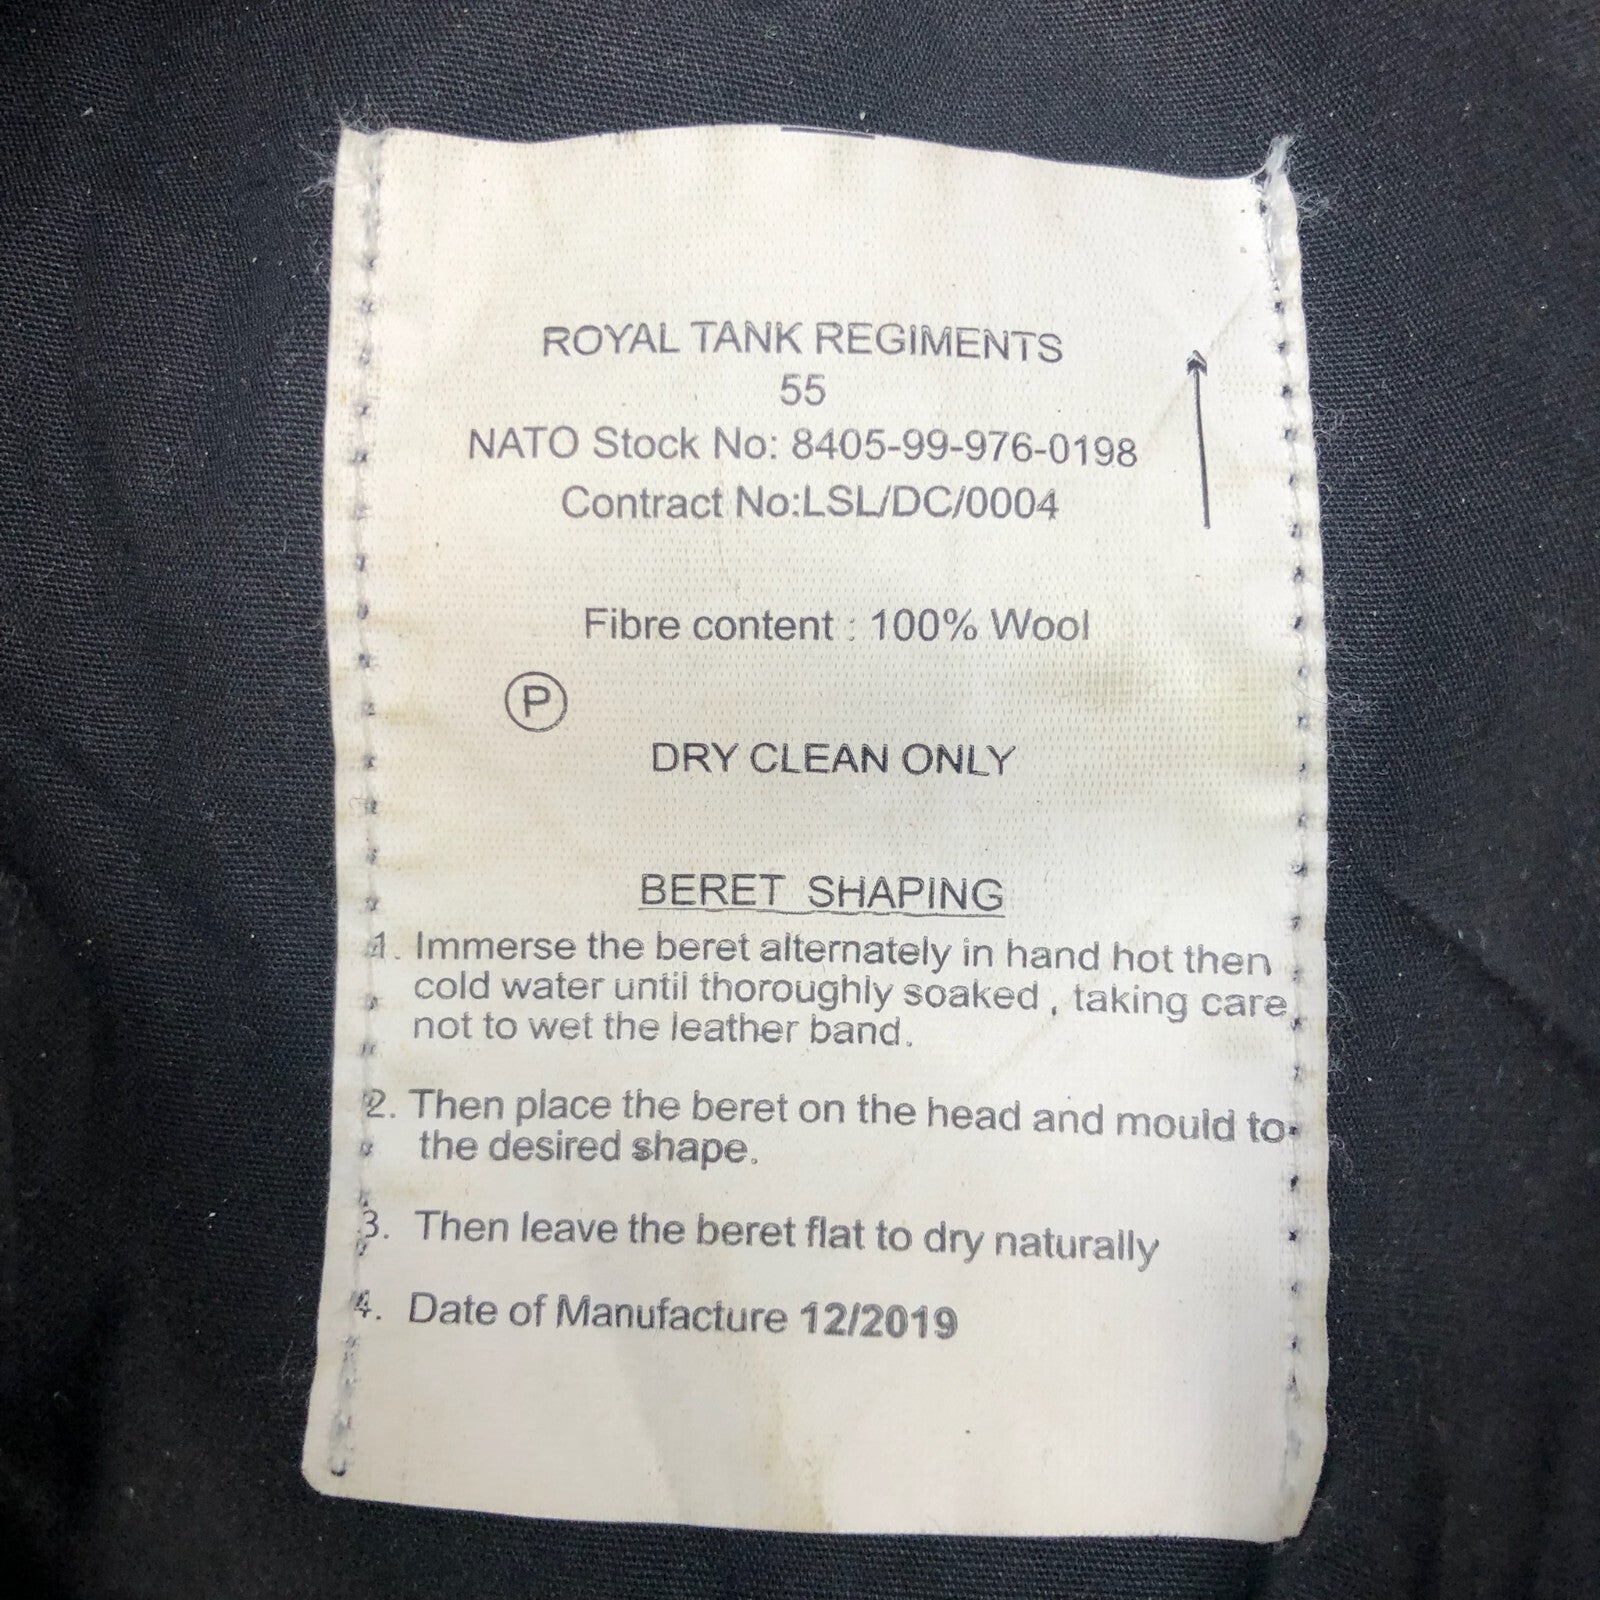 ROYAL TANK REGIMENTS
55
NATO Stock No: 8405-99-976-0198
Contract No:LSL/DC/0004
Fibre content : 100% Wool
P
DRY CLEAN ONLY
BERET SHAPING
1. Immerse the beret alternately in hand hot then
cold water until thoroughly soaked , taking care
not to wet the leather band.
2. Then place the beret on the head and mould to
the desired shape.
3. Then leave the beret flat to dry naturally
4. Date of Manufacture 12/2019